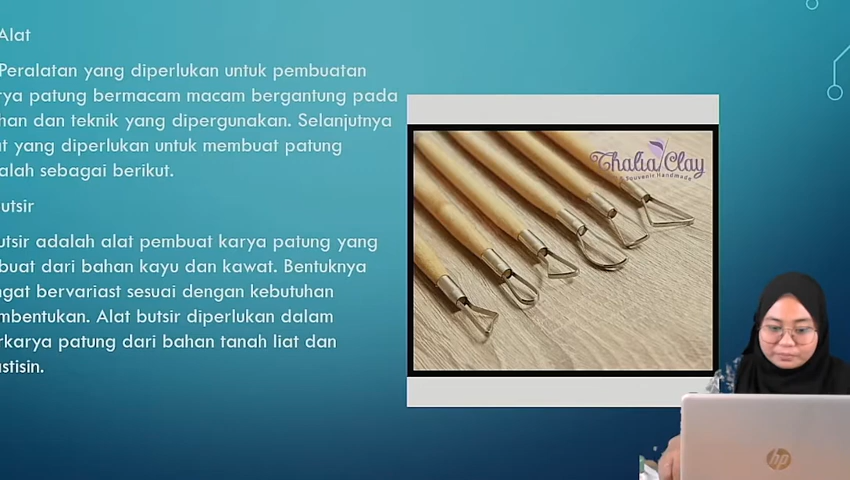 Alat
Peralatan yang diperlukan untuk pembuatan
rya patung bermacam macam bergantung pada
han dan teknik yang dipergunakan. Selanjutnya
at yang diperlukan untuk membuat patung
alah sebagai berikut.
utsir
utsir adalah alat pembuat karya patung yang
buat dari bahan kayu dan kawat. Bentuknya
ngat bervariast sesuai dengan kebutuhan
mbentukan. Alat butsir diperlukan dalam
rkarya patung dari bahan tanah liat dan
astisin.
Thalia Clay
Souvenir Handmade
hp